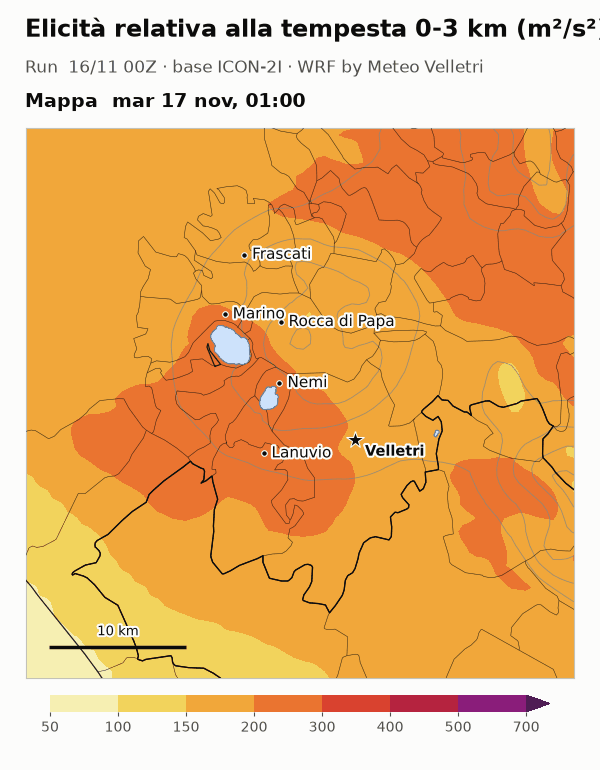 Elicità relativa alla tempesta 0-3 km (m²/s²)
Run  16/11 00Z · base ICON-2I · WRF by Meteo Velletri
Mappa  mar 17 nov, 01:00
Frascati
Marino
Rocca di Papa
Nemi
Velletri
Lanuvio
10 km
50 100 150 200 300 400 500 700